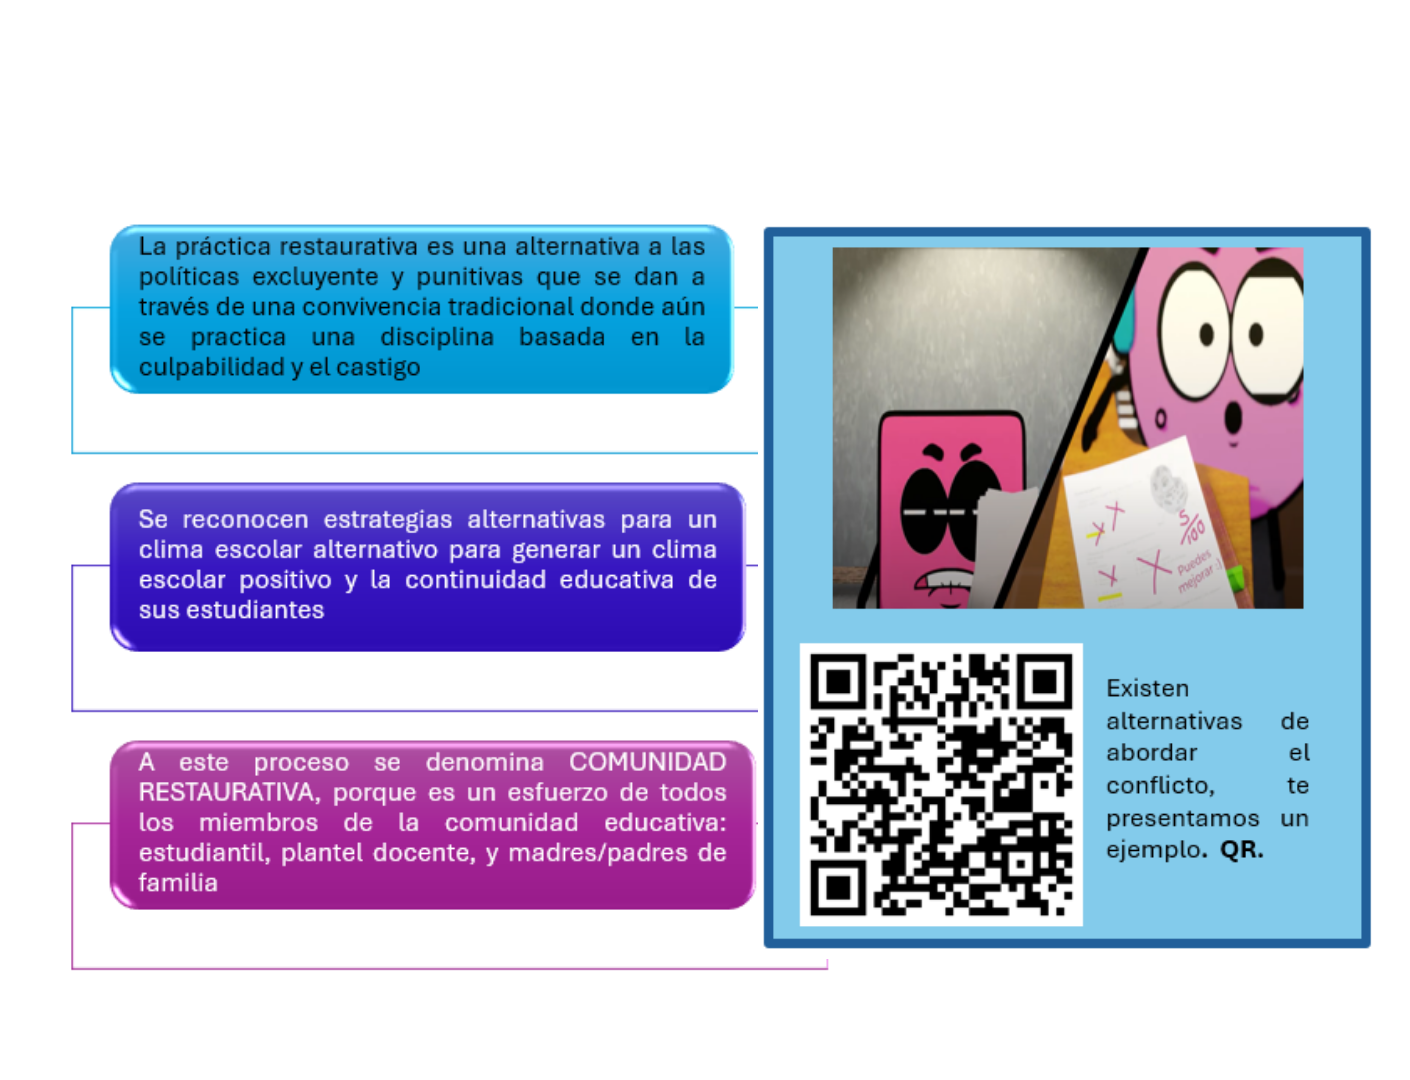 La práctica restaurativa es una alternativa a las
políticas excluyente y punitivas que se dan a
través de una convivencia tradicional donde aún
se practica una disciplina basada en la
culpabilidad y el castigo
Se reconocen estrategias alternativas para un
clima escolar alternativo para generar un clima
escolar positivo y la continuidad educativa de
sus estudiantes
A este proceso se denomina COMUNIDAD
RESTAURATIVA, porque es un esfuerzo de todos
los miembros de la comunidad educativa:
estudiantil, plantel docente, y madres/padres de
familia
5/100
Puedes
mejorar :)
Existen
alternativas de
abordar el
conflicto, te
presentamos un
ejemplo. QR.